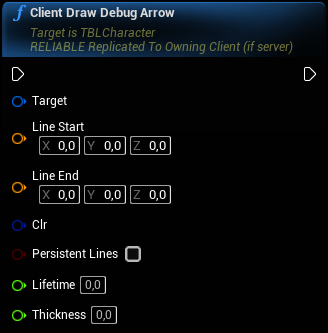 f Client Draw Debug Arrow
Target is TBLCharacter
RELIABLE Replicated To Owning Client (if server)
Target
Line Start
X 0,0 Y 0,0 Z 0,0
Line End
X 0,0 Y 0,0 Z 0,0
Clr
Persistent Lines
Lifetime 0,0
Thickness 0,0